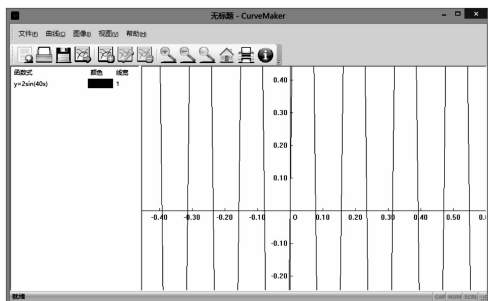 无标题 - CurveMaker
文件(F) 曲线(C) 图像(I) 视图(V) 帮助(H)
函数式 颜色 线宽
y=2sin(40x) 1
0.40
0.30
0.20
0.10
-0.40 -0.30 -0.20 -0.10 O 0.10 0.20 0.30 0.40 0.50 0.
-0.10
-0.20
就绪 CAP NUM SCRL